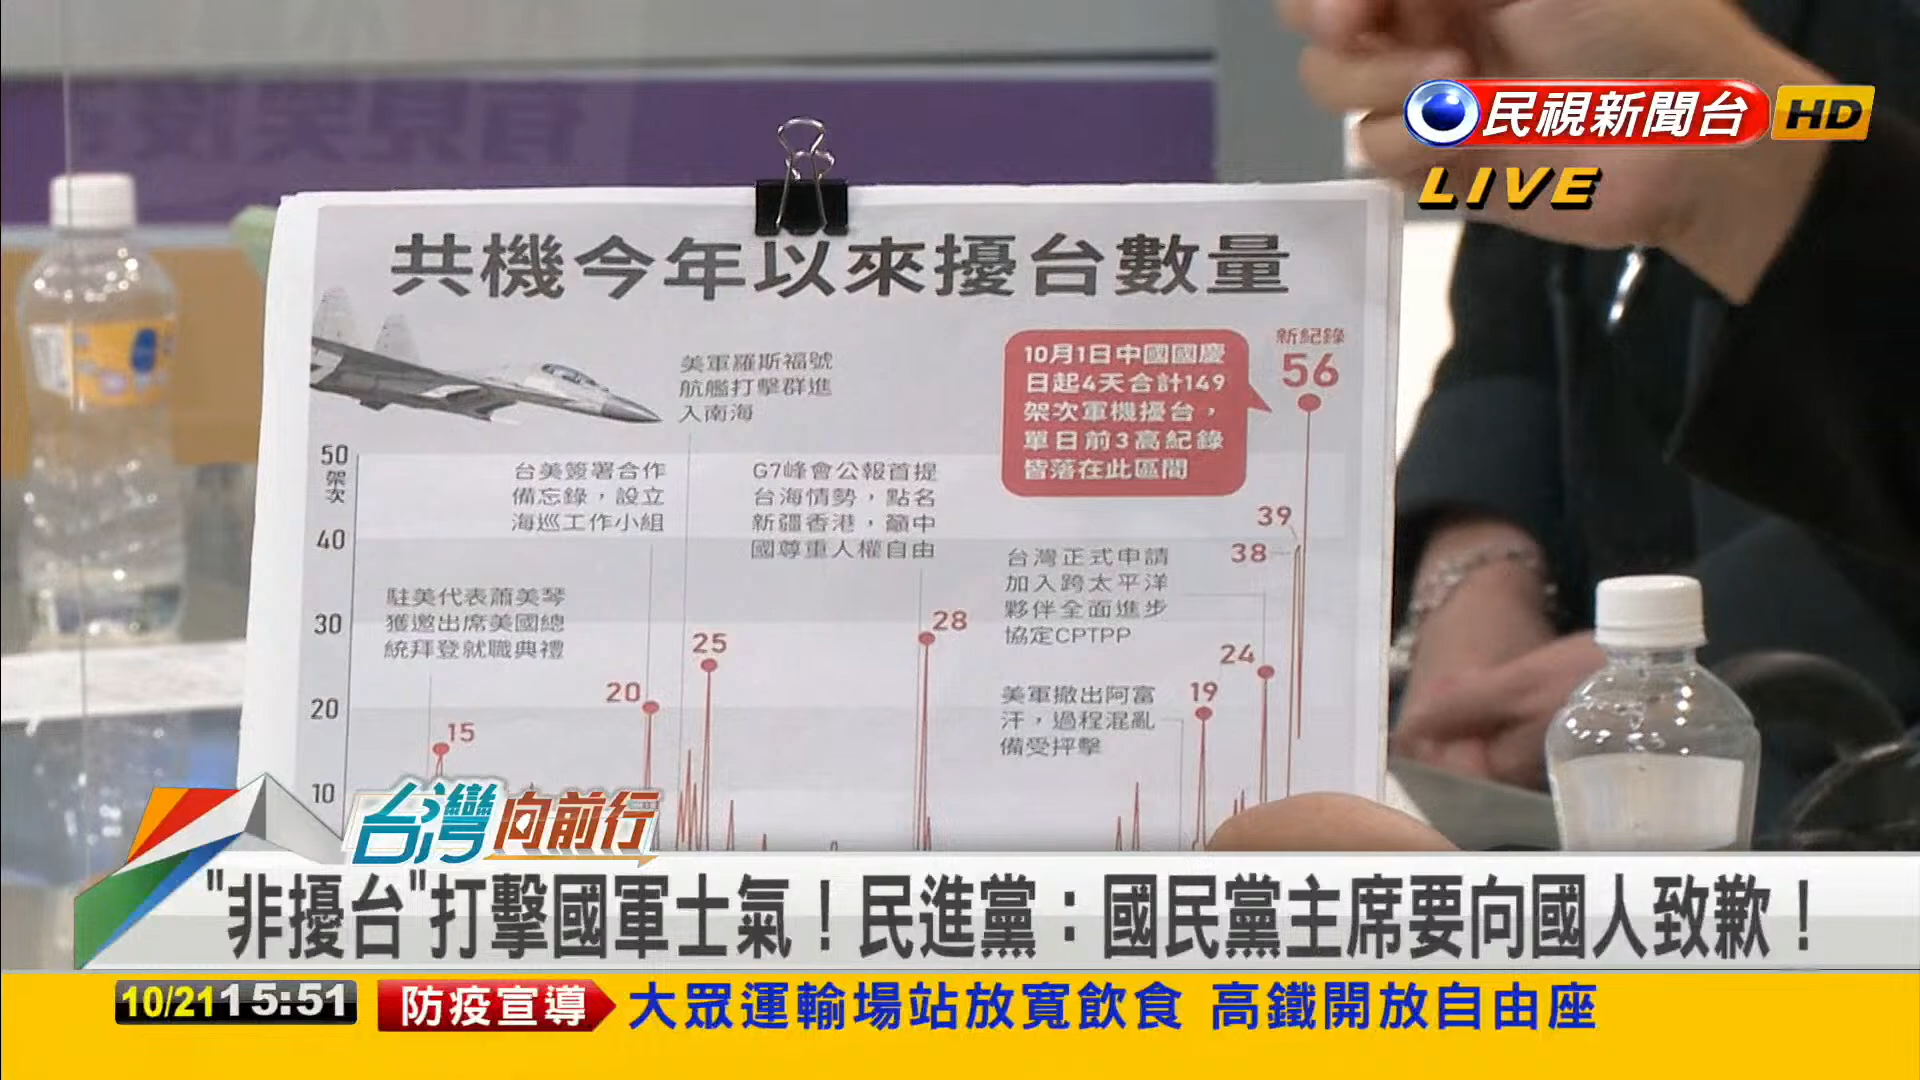 民視新聞台 HD
LIVE
共機今年以來擾台數量
美軍羅斯福號
航艦打擊群進
入南海
10月1日中國國慶
日起4天合計149
架次軍機擾台，
單日前3高紀錄
皆落在此區間
新紀錄
56
50
架次
台美簽署合作
備忘錄，設立
海巡工作小組
G7峰會公報首提
台海情勢，點名
新疆香港，籲中
國尊重人權自由
39
38
40
台灣正式申請
加入跨太平洋
夥伴全面進步
協定CPTPP
駐美代表蕭美琴
獲邀出席美國總
統拜登就職典禮
30
28
25
24
20
19
美軍撤出阿富
汗，過程混亂
備受抨擊
20
15
10
台灣向前行
"非擾台"打擊國軍士氣！民進黨：國民黨主席要向國人致歉！
10/21 15:51 防疫宣導 大眾運輸場站放寬飲食 高鐵開放自由座